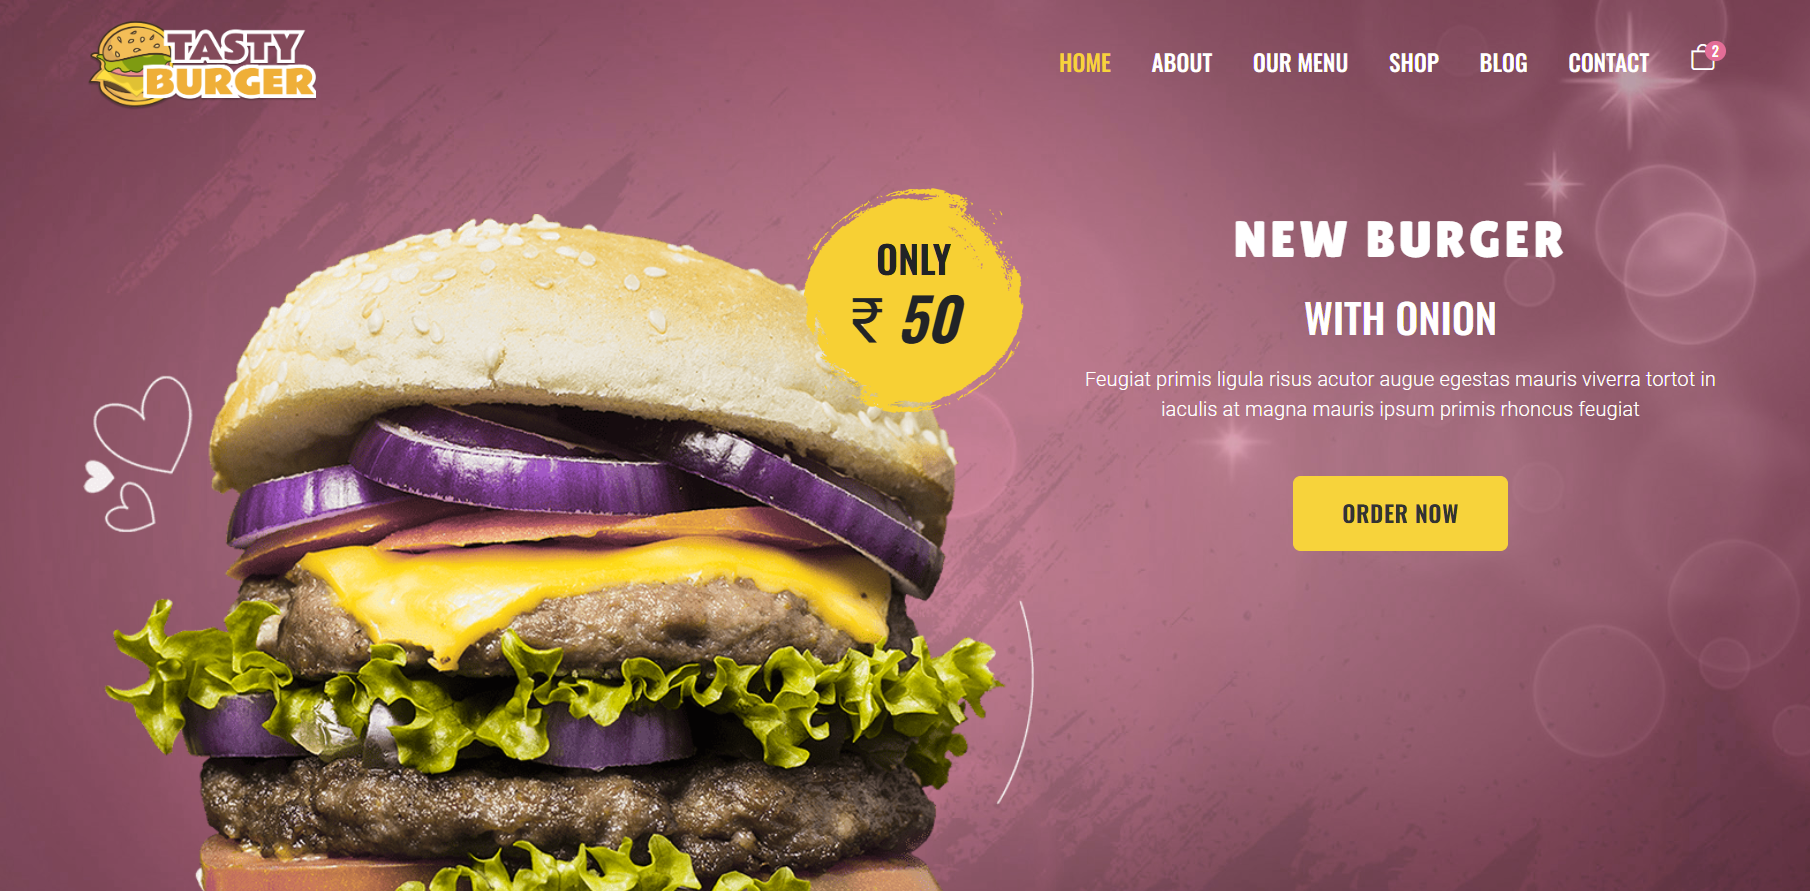 TASTY
BURGER
HOME ABOUT OUR MENU SHOP BLOG CONTACT 2
ONLY
₹ 50
NEW BURGER
WITH ONION
Feugiat primis ligula risus acutor augue egestas mauris viverra tortot in
iaculis at magna mauris ipsum primis rhoncus feugiat
ORDER NOW